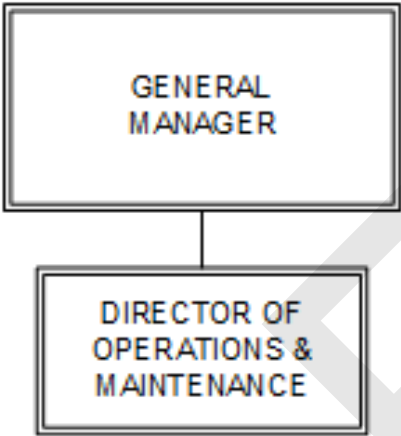 GENERAL
MANAGER
DIRECTOR OF
OPERATIONS &
MAINTENANCE